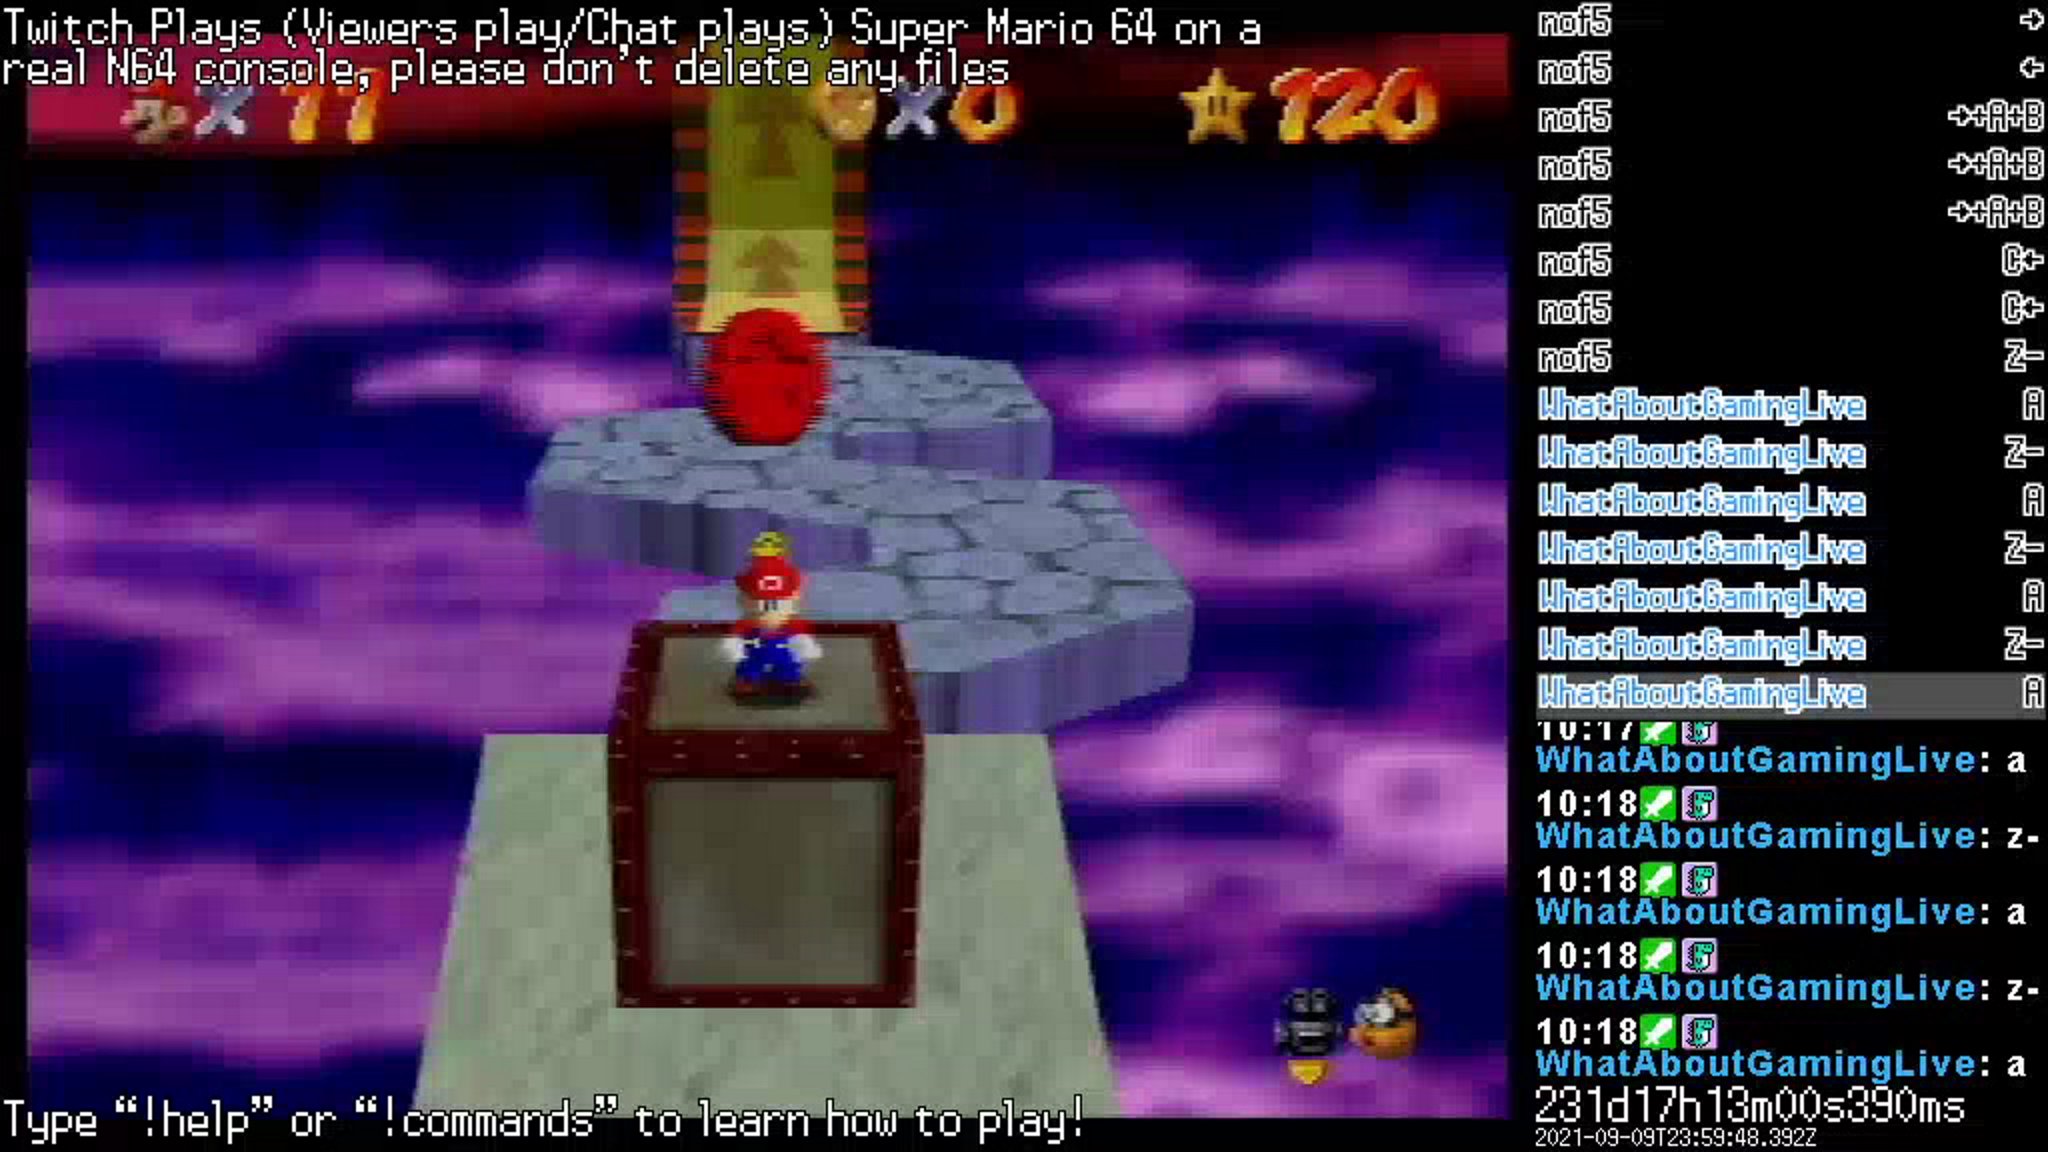 Twitch Plays (Viewers play/Chat plays) Super Mario 64 on a
real N64 console, please don't delete any files
x 77
x 0
120
Type “!help” or “!commands” to learn how to play!
nof5 →
nof5 ←
nof5 →+A+B
nof5 →+A+B
nof5 →+A+B
nof5 C←
nof5 C←
nof5 Z-
WhatAboutGamingLive A
WhatAboutGamingLive Z-
WhatAboutGamingLive A
WhatAboutGamingLive Z-
WhatAboutGamingLive A
WhatAboutGamingLive Z-
WhatAboutGamingLive A
10:17
WhatAboutGamingLive: a
10:18
WhatAboutGamingLive: z-
10:18
WhatAboutGamingLive: a
10:18
WhatAboutGamingLive: z-
10:18
WhatAboutGamingLive: a
231d17h13m00s390ms
2021-09-09T23:59:48.392Z